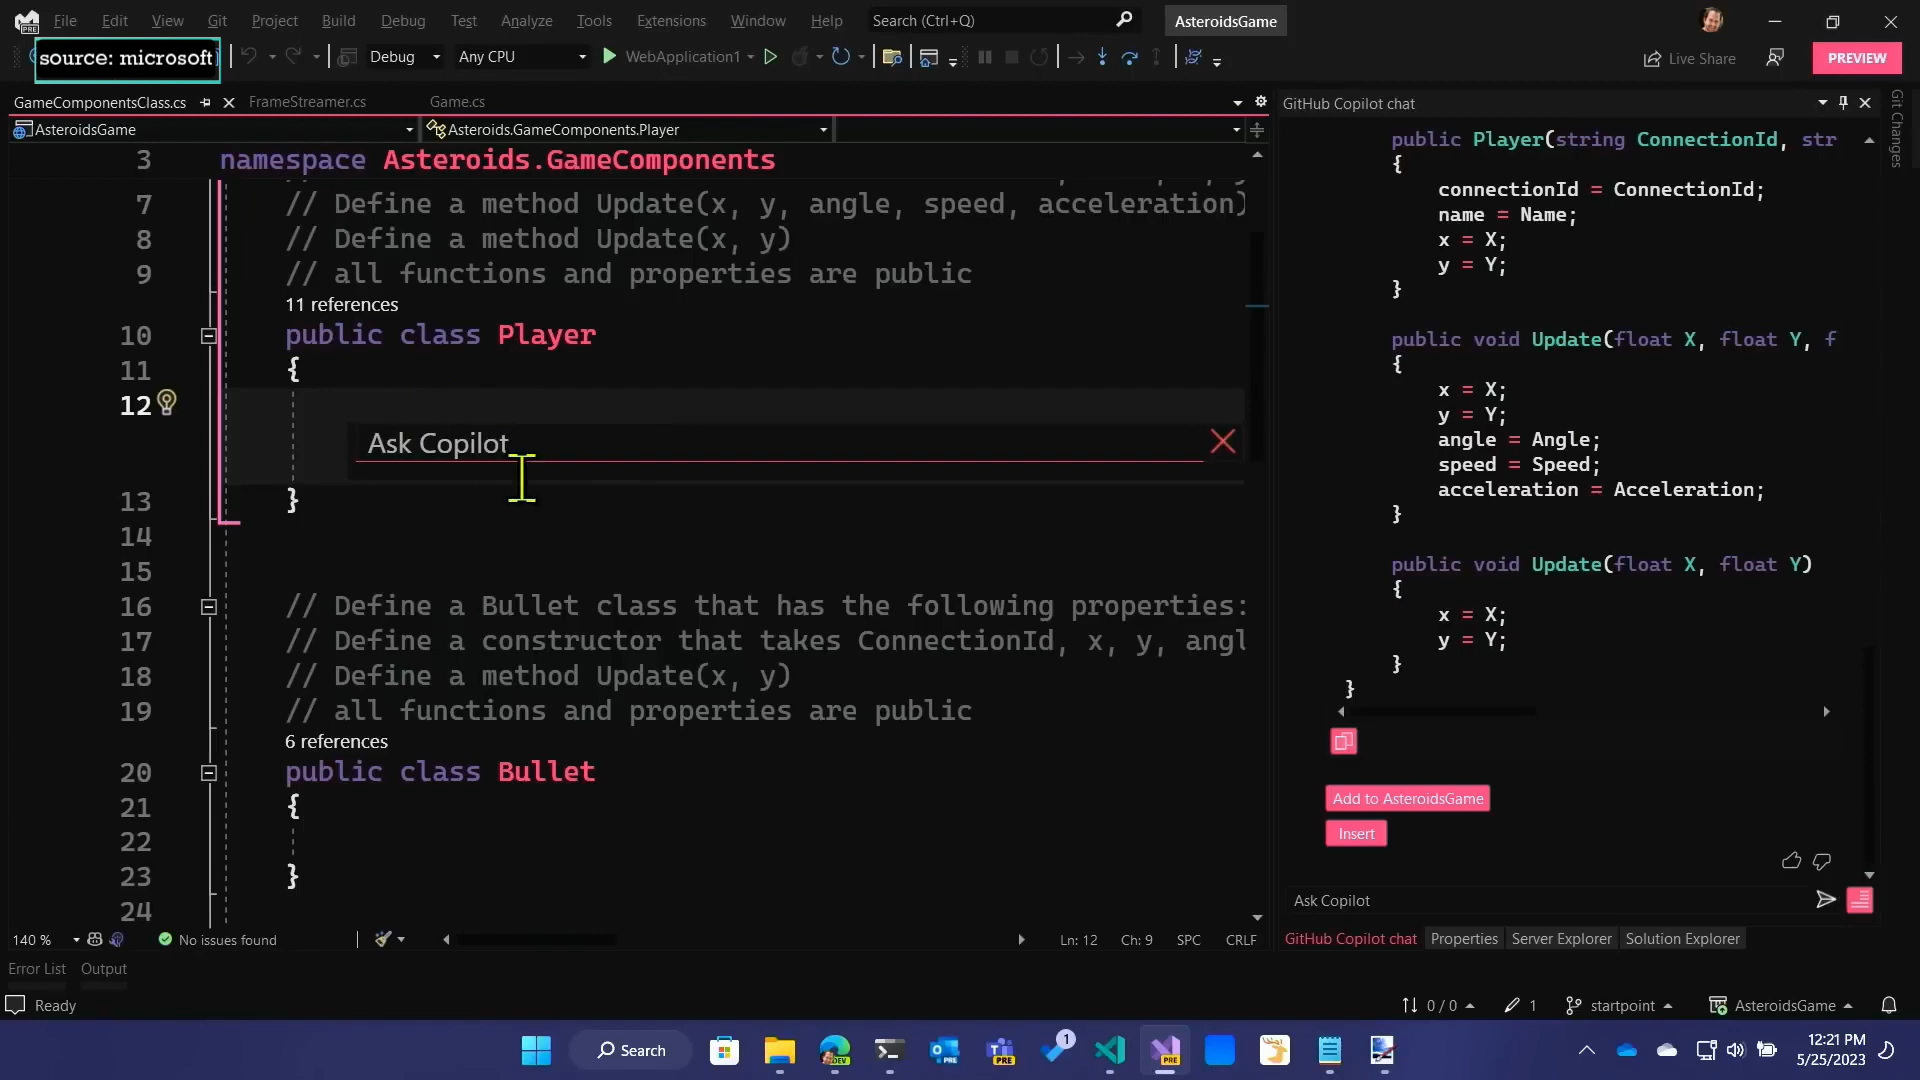 File Edit View Git Project Build Debug Test Analyze Tools Extensions Window Help Search (Ctrl+Q) AsteroidsGame
source: microsoft Debug Any CPU WebApplication1 Live Share PREVIEW
GameComponentsClass.cs FrameStreamer.cs Game.cs
AsteroidsGame Asteroids.GameComponents.Player
3 namespace Asteroids.GameComponents
7 // Define a method Update(x, y, angle, speed, acceleration)
8 // Define a method Update(x, y)
9 // all functions and properties are public
11 references
10 public class Player
11 {
12
Ask Copilot
13 }
14
15
16 // Define a Bullet class that has the following properties:
17 // Define a constructor that takes ConnectionId, x, y, angl
18 // Define a method Update(x, y)
19 // all functions and properties are public
6 references
20 public class Bullet
21 {
22
23 }
24
140 % No issues found Ln: 12 Ch: 9 SPC CRLF
GitHub Copilot chat
public Player(string ConnectionId, str
{
connectionId = ConnectionId;
name = Name;
x = X;
y = Y;
}
public void Update(float X, float Y, f
{
x = X;
y = Y;
angle = Angle;
speed = Speed;
acceleration = Acceleration;
}
public void Update(float X, float Y)
{
x = X;
y = Y;
}
}
Add to AsteroidsGame
Insert
Ask Copilot
GitHub Copilot chat Properties Server Explorer Solution Explorer
Git Changes
Error List Output
Ready 0 / 0 1 startpoint AsteroidsGame
Search 1 12:21 PM
5/25/2023